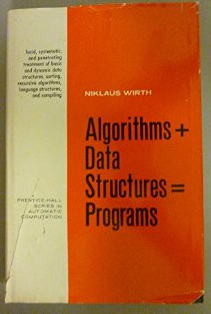 lucid, systematic,
and penetrating
treatment of basic
and dynamic data
structures, sorting,
recursive algorithms,
language structures,
and compiling
NIKLAUS WIRTH
Algorithms +
Data
Structures =
Programs
PRENTICE-HALL
SERIES IN
AUTOMATIC
COMPUTATION